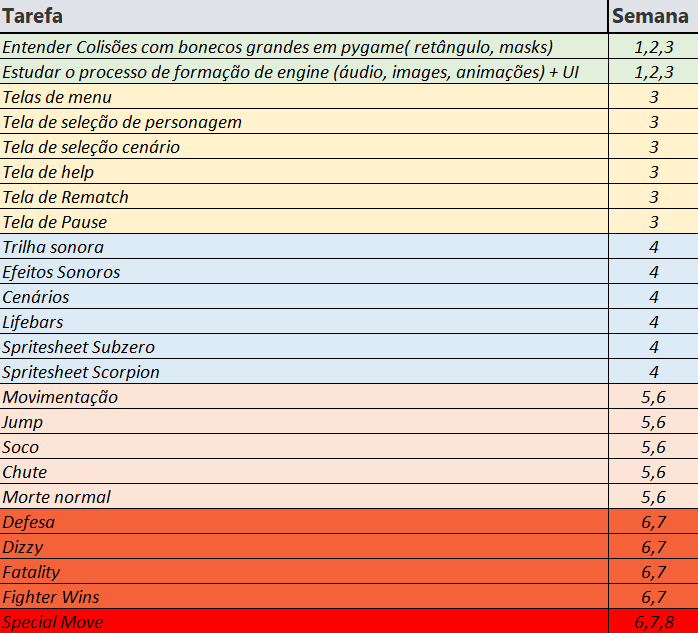 Tarefa Semana
Entender Colisões com bonecos grandes em pygame( retângulo, masks) 1,2,3
Estudar o processo de formação de engine (áudio, images, animações) + UI 1,2,3
Telas de menu 3
Tela de seleção de personagem 3
Tela de seleção cenário 3
Tela de help 3
Tela de Rematch 3
Tela de Pause 3
Trilha sonora 4
Efeitos Sonoros 4
Cenários 4
Lifebars 4
Spritesheet Subzero 4
Spritesheet Scorpion 4
Movimentação 5,6
Jump 5,6
Soco 5,6
Chute 5,6
Morte normal 5,6
Defesa 6,7
Dizzy 6,7
Fatality 6,7
Fighter Wins 6,7
Special Move 6,7,8